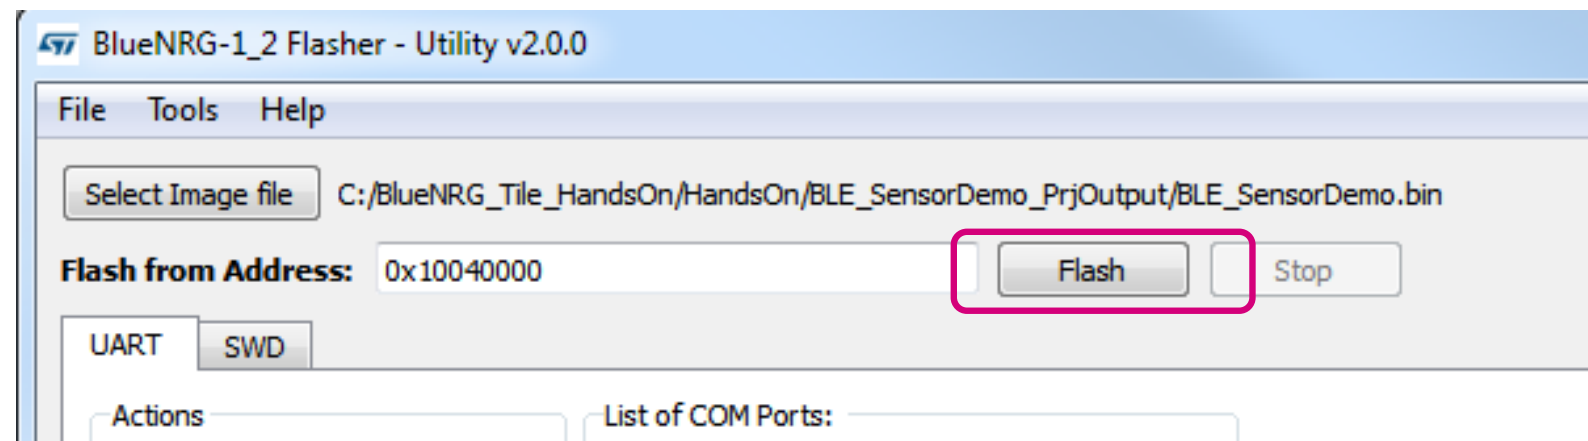 BlueNRG-1_2 Flasher - Utility v2.0.0
File Tools Help
Select Image file C:/BlueNRG_Tile_HandsOn/HandsOn/BLE_SensorDemo_PrjOutput/BLE_SensorDemo.bin
Flash from Address: 0x10040000 Flash Stop
UART SWD
Actions List of COM Ports: